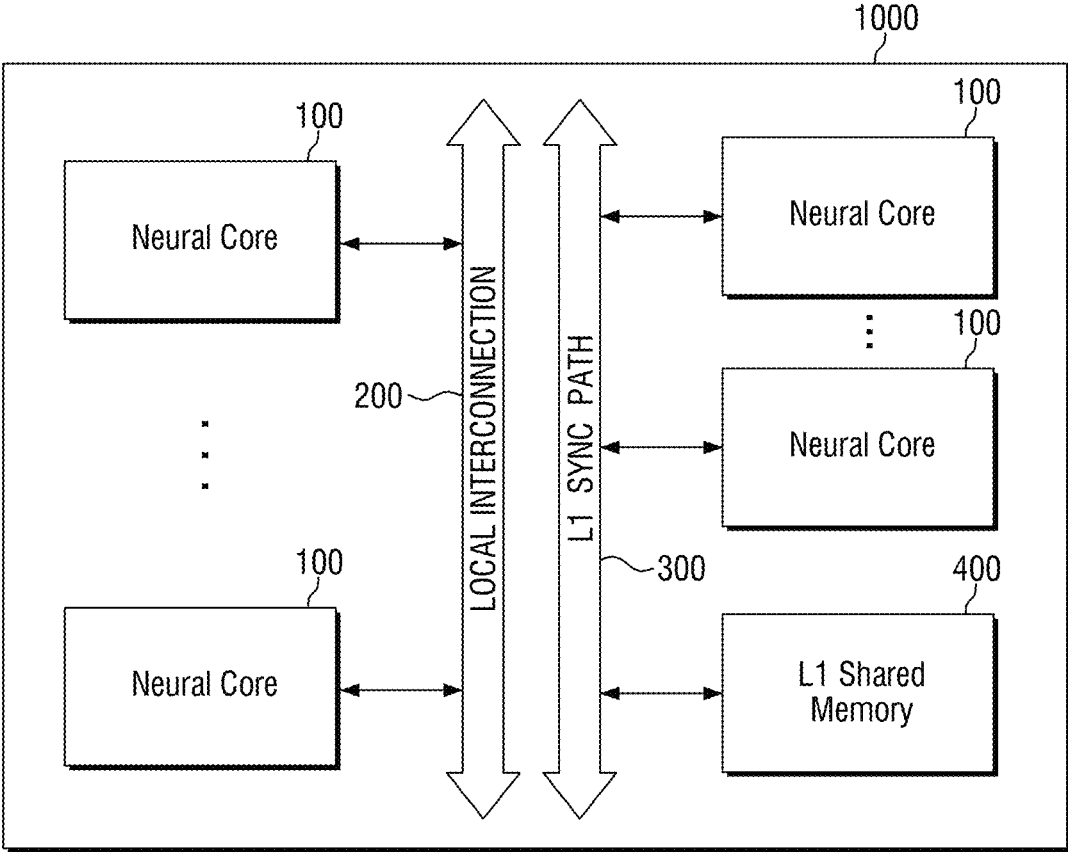 1000
100
Neural Core
100
Neural Core
LOCAL INTERCONNECTION
200
L1 SYNC PATH
300
100
Neural Core
100
Neural Core
400
L1 Shared
Memory